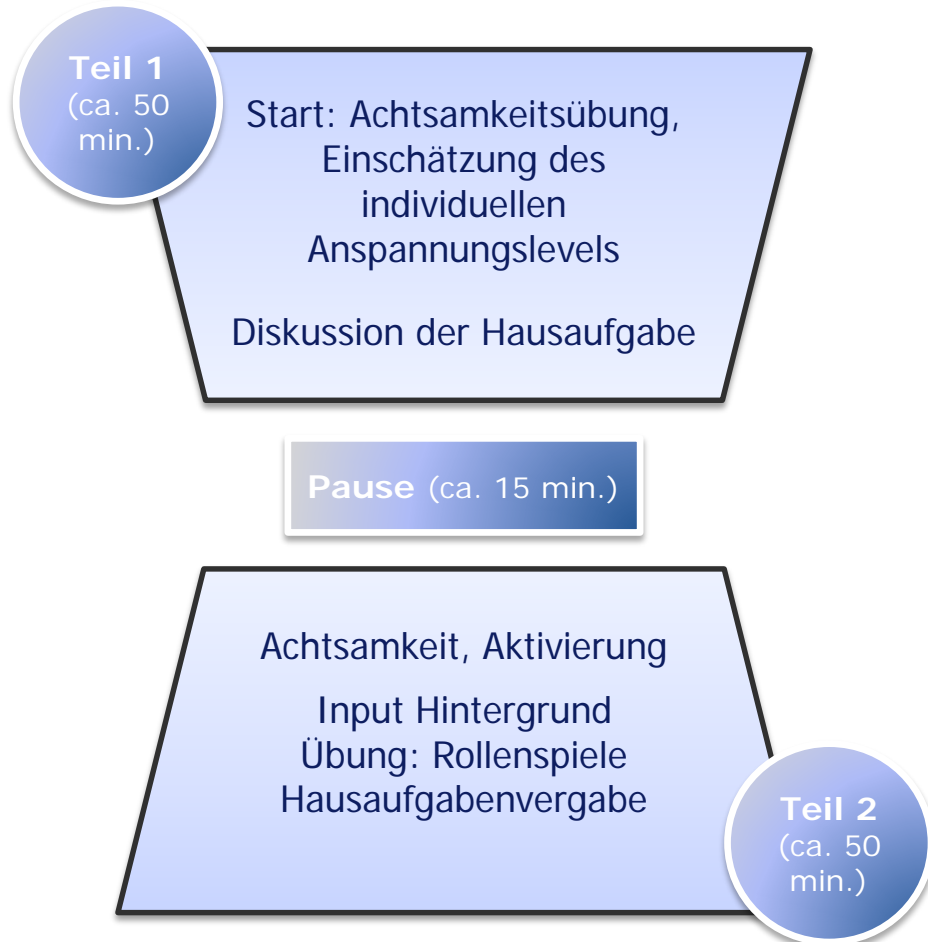 Teil 1
(ca. 50
min.)
Start: Achtsamkeitsübung,
Einschätzung des
individuellen
Anspannungslevels
Diskussion der Hausaufgabe
Pause (ca. 15 min.)
Achtsamkeit, Aktivierung
Input Hintergrund
Übung: Rollenspiele
Hausaufgabenvergabe
Teil 2
(ca. 50
min.)